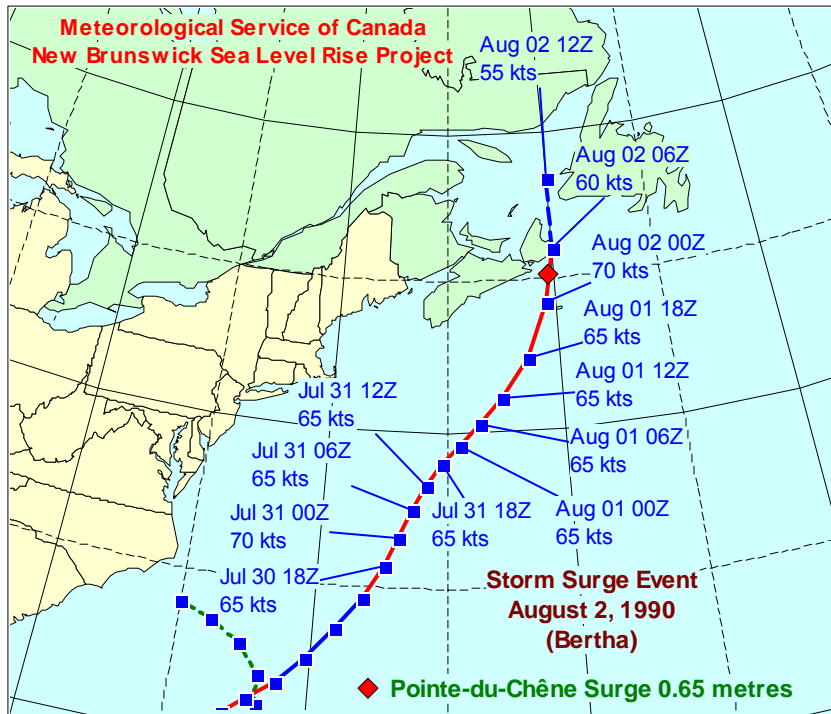 Meteorological Service of Canada
New Brunswick Sea Level Rise Project
Aug 02 12Z
55 kts
Aug 02 06Z
60 kts
Aug 02 00Z
70 kts
Aug 01 18Z
65 kts
Aug 01 12Z
65 kts
Aug 01 06Z
65 kts
Aug 01 00Z
65 kts
Jul 31 18Z
65 kts
Jul 31 12Z
65 kts
Jul 31 06Z
65 kts
Jul 31 00Z
70 kts
Jul 30 18Z
65 kts
Storm Surge Event
August 2, 1990
(Bertha)
Pointe-du-Chêne Surge 0.65 metres